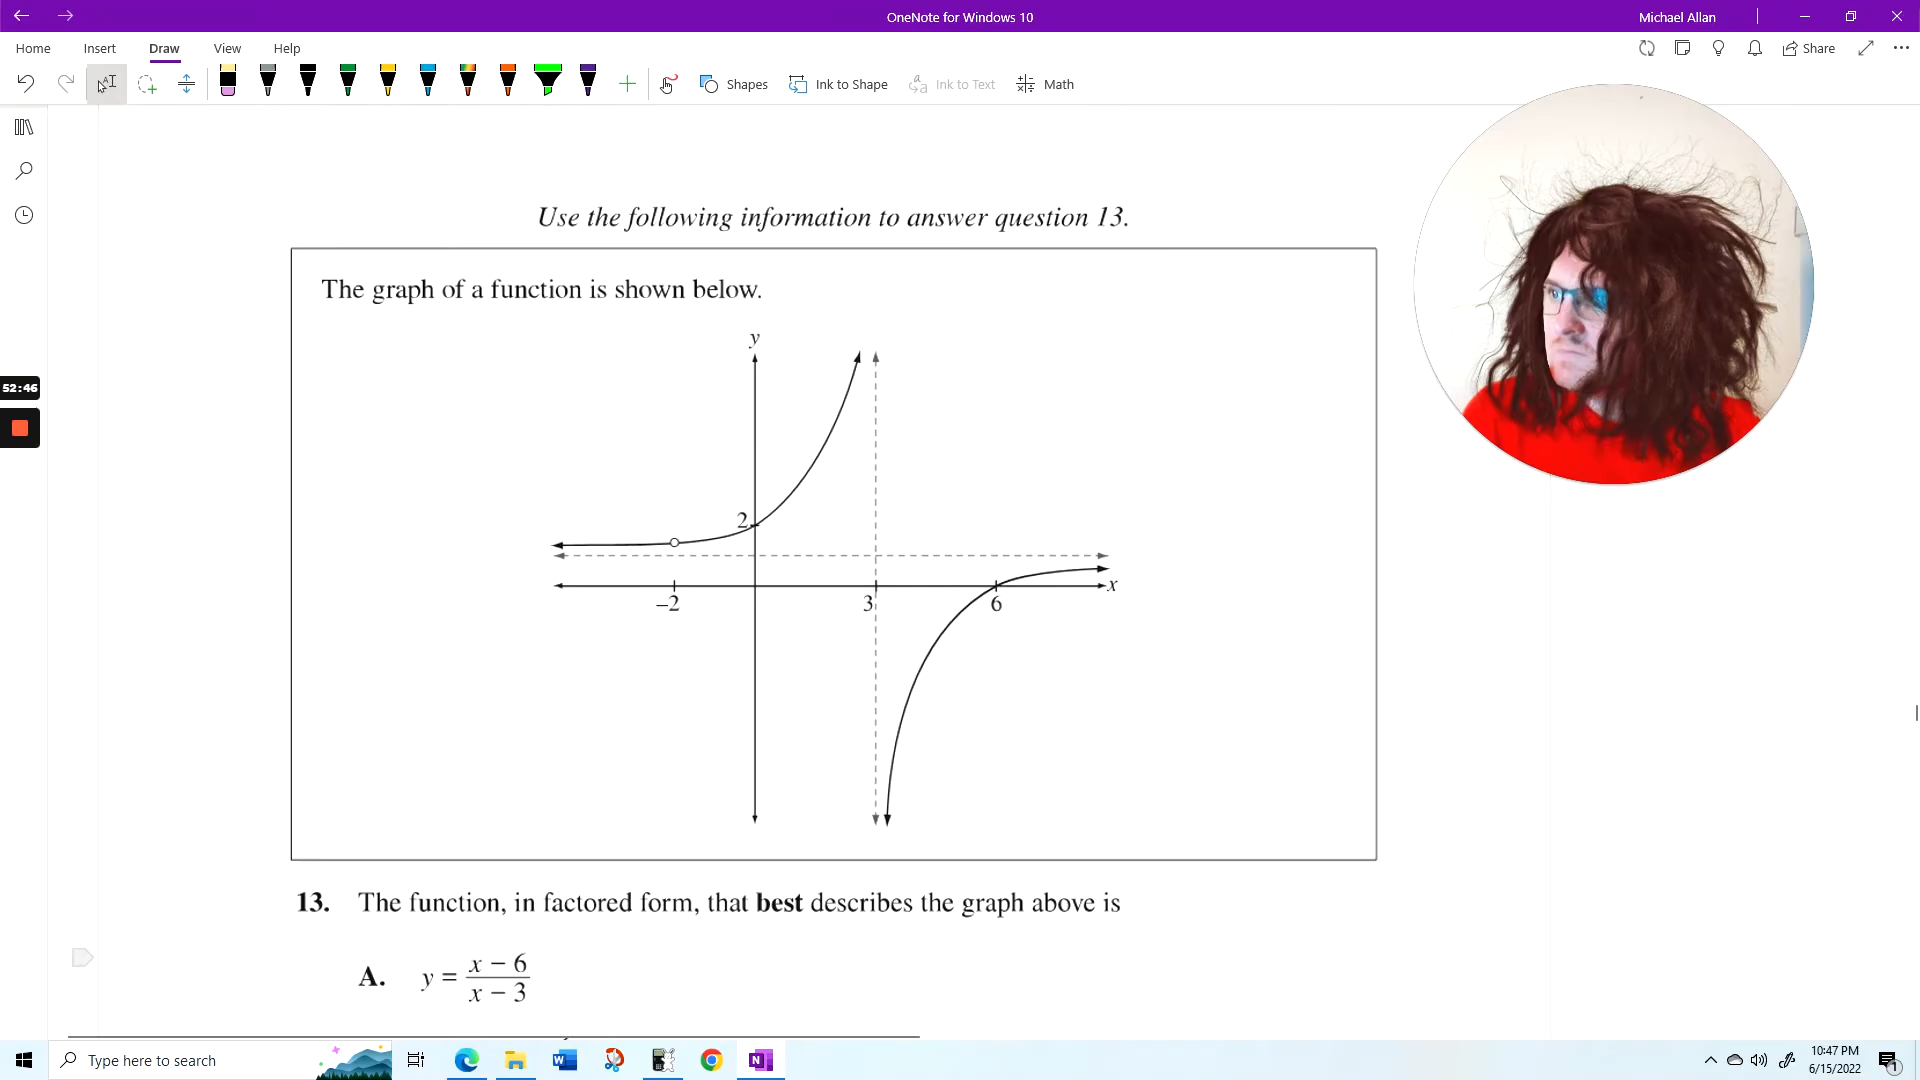 OneNote for Windows 10
Michael Allan
Home Insert Draw View Help
Share
Shapes Ink to Shape Ink to Text Math
Use the following information to answer question 13.
The graph of a function is shown below.
y
52:46
2
x
–2 3 6
13. The function, in factored form, that best describes the graph above is
A. y = x − 6
x − 3
Type here to search
10:47 PM
6/15/2022
1